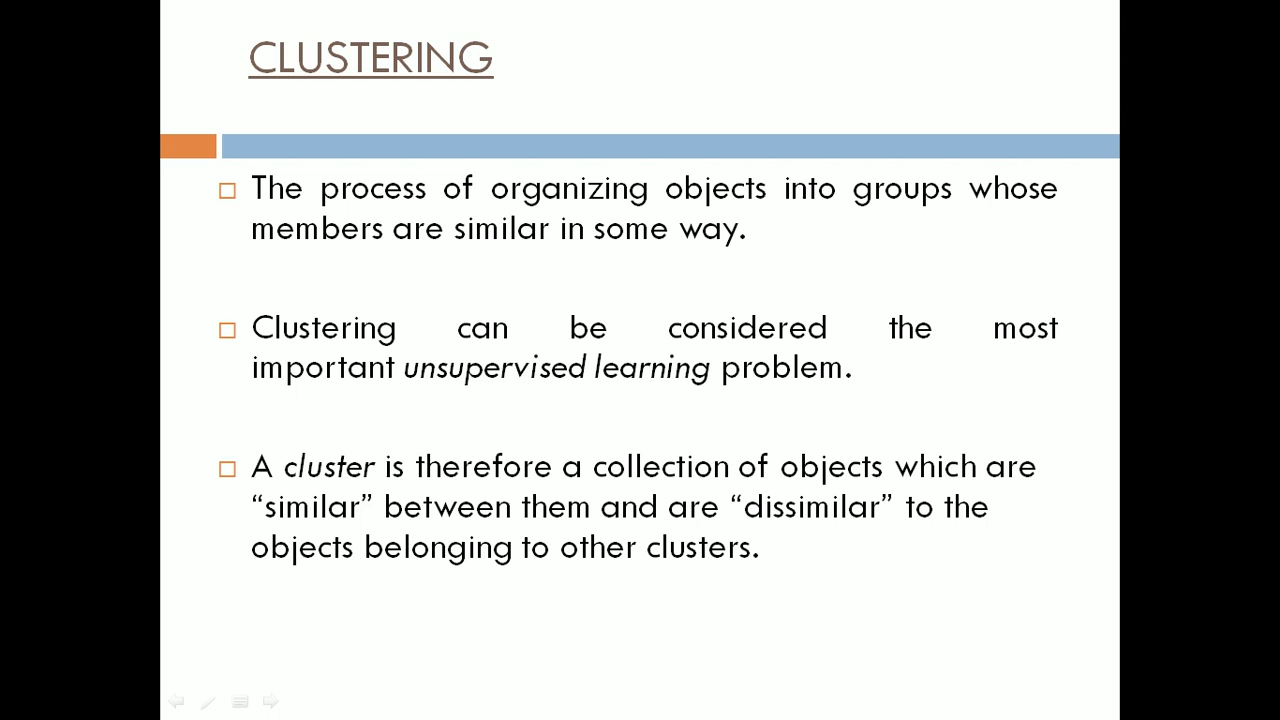 CLUSTERING
The process of organizing objects into groups whose
members are similar in some way.
Clustering can be considered the most
important unsupervised learning problem.
A cluster is therefore a collection of objects which are
“similar” between them and are “dissimilar” to the
objects belonging to other clusters.